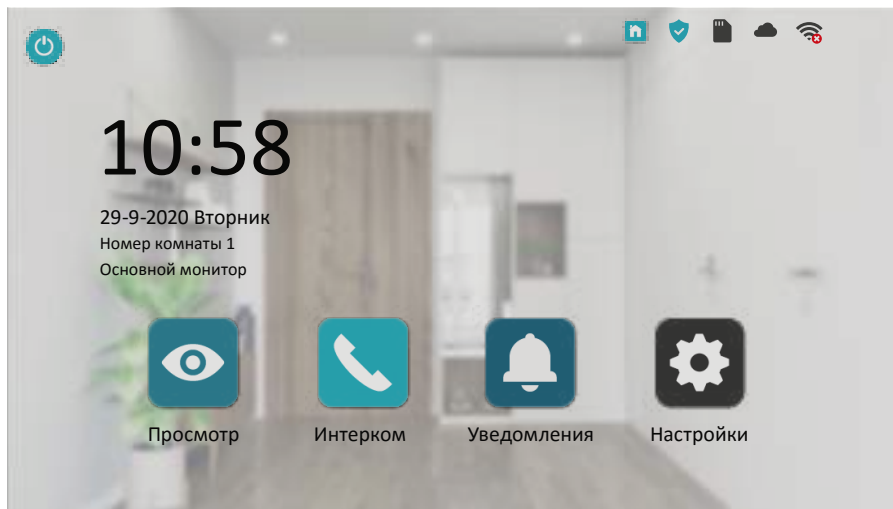 10:58
29-9-2020 Вторник
Номер комнаты 1
Основной монитор
Просмотр
Интерком
Уведомления
Настройки